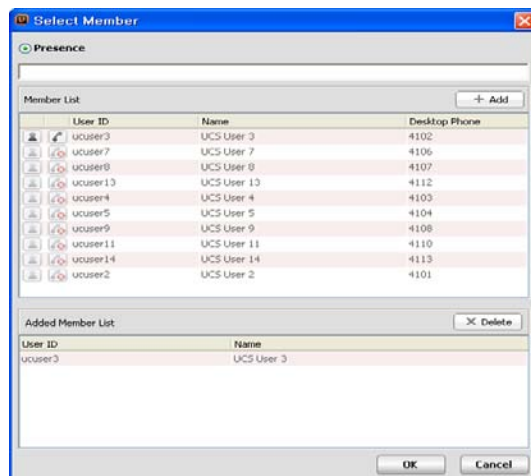 Select Member
Presence
Member List
+ Add
User ID Name Desktop Phone
ucuser3 UCS User 3 4102
ucuser7 UCS User 7 4106
ucuser8 UCS User 8 4107
ucuser13 UCS User 13 4112
ucuser4 UCS User 4 4103
ucuser5 UCS User 5 4104
ucuser9 UCS User 9 4108
ucuser11 UCS User 11 4110
ucuser14 UCS User 14 4113
ucuser2 UCS User 2 4101
Added Member List
X Delete
User ID Name
ucuser3 UCS User 3
OK Cancel